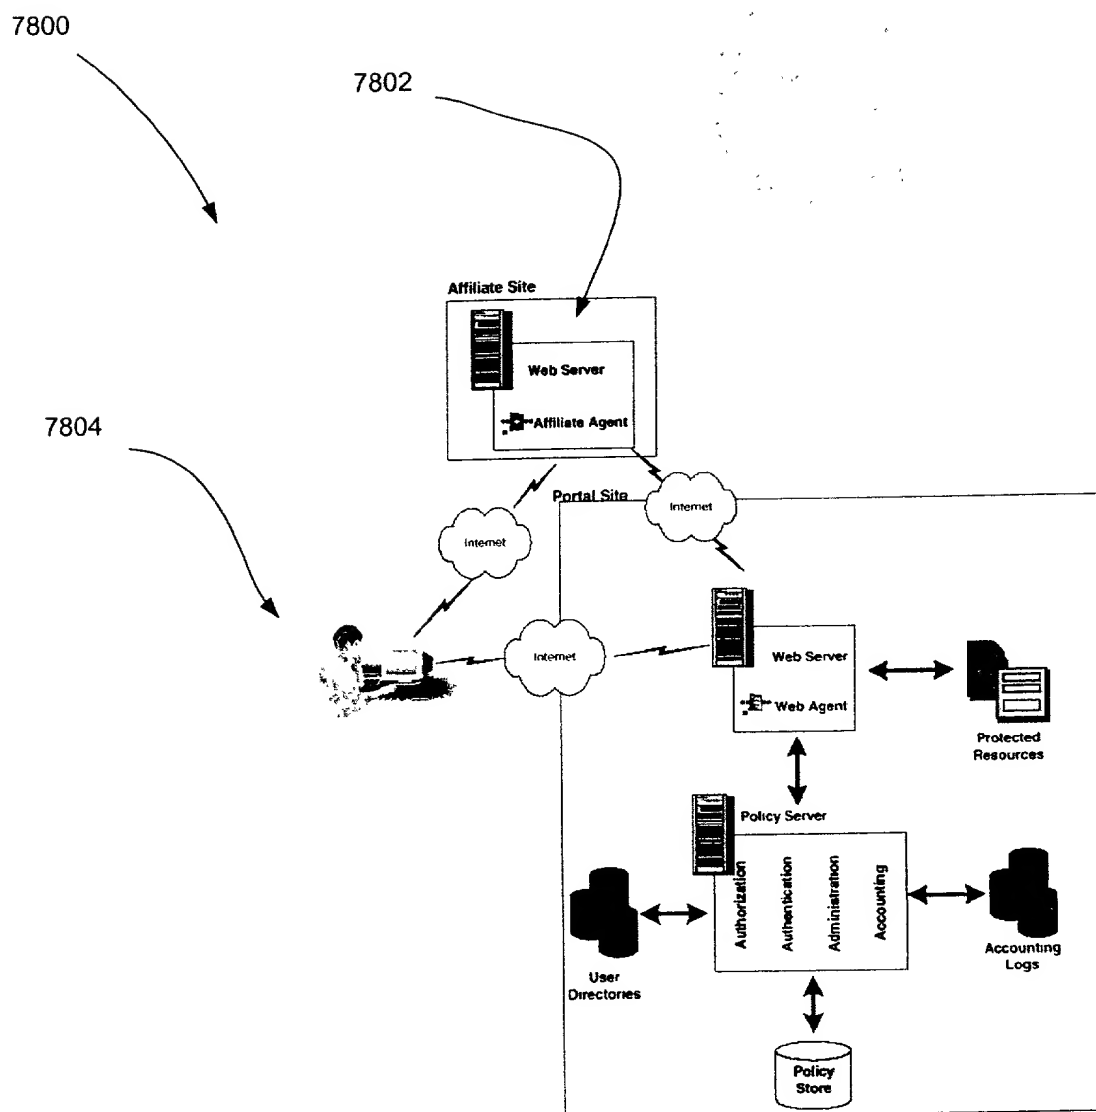 7800
7802
Affiliate Site
Web Server
Affiliate Agent
7804
Portal Site
Internet
Internet
Internet
Web Server
Web Agent
Protected
Resources
Policy Server
Authorization
Authentication
Administration
Accounting
User
Directories
Accounting
Logs
Policy
Store